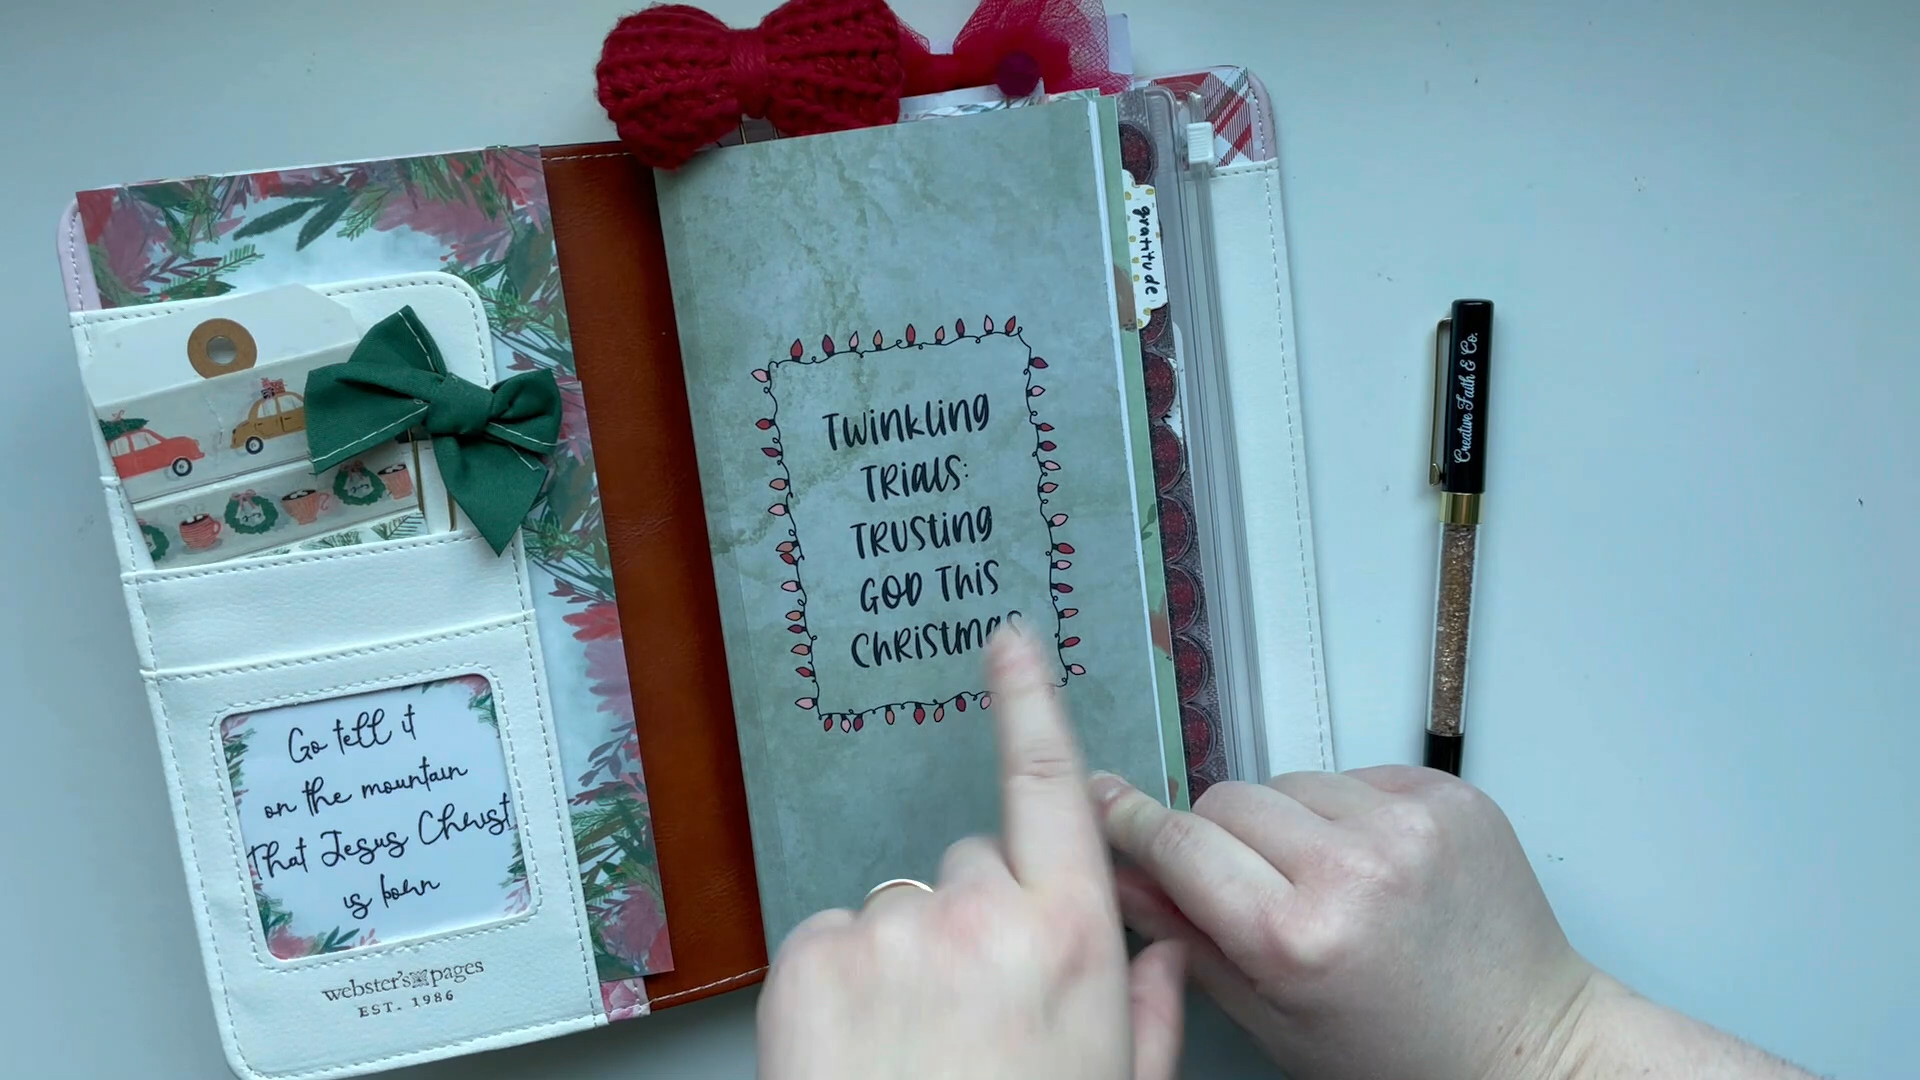 Twinkling
Trials:
Trusting
God This
Christmas
gratitude
Go tell it
on the mountain
That Jesus Christ
is born
webster's pages
EST. 1986
Creative Faith & Co.